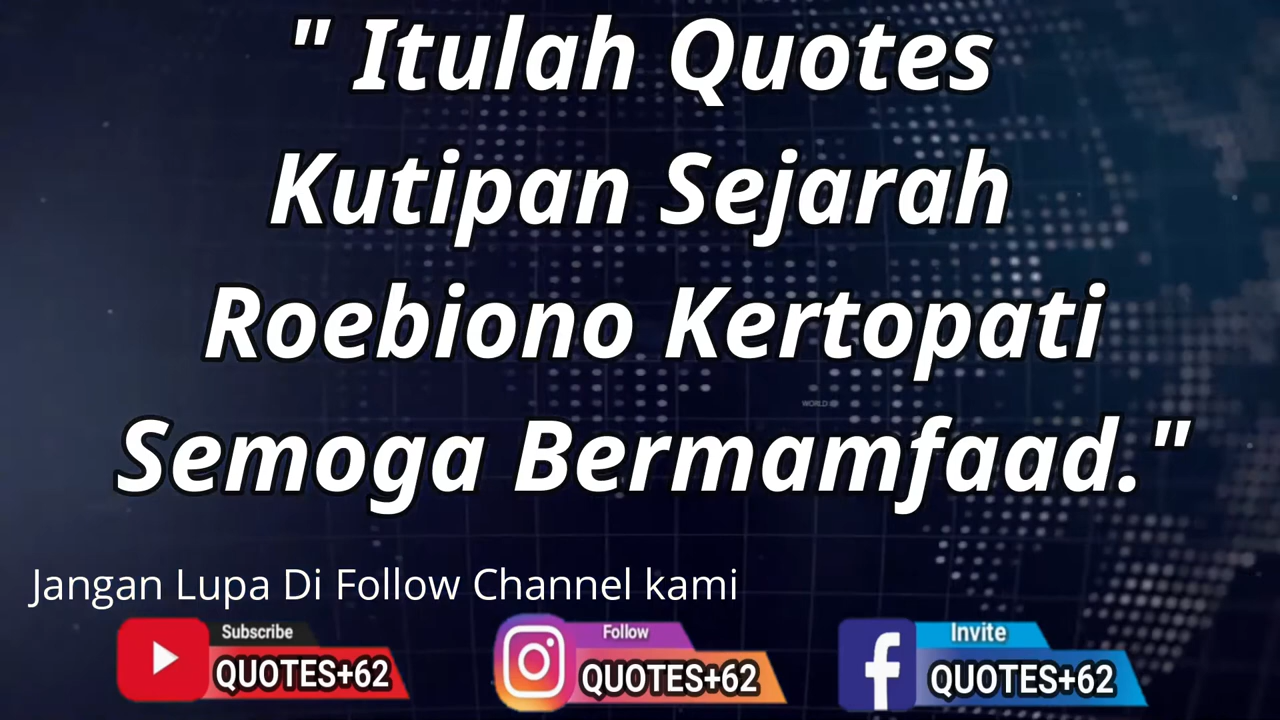 " Itulah Quotes
Kutipan Sejarah
Roebiono Kertopati
Semoga Bermamfaad."
Jangan Lupa Di Follow Channel kami
Subscribe
QUOTES+62
Follow
QUOTES+62
Invite
QUOTES+62